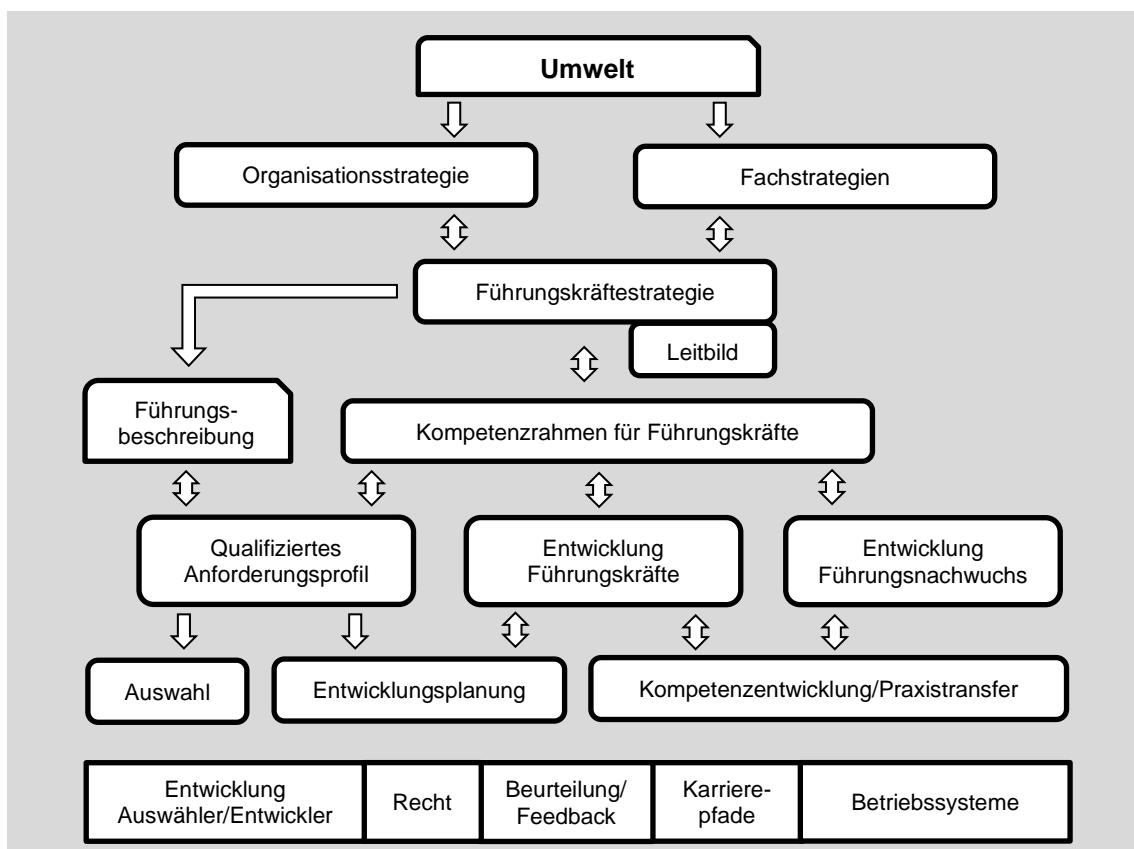 Umwelt
Organisationsstrategie
Fachstrategien
Führungskräftestrategie
Leitbild
Führungs-
beschreibung
Kompetenzrahmen für Führungskräfte
Qualifiziertes
Anforderungsprofil
Entwicklung
Führungskräfte
Entwicklung
Führungsnachwuchs
Auswahl
Entwicklungsplanung
Kompetenzentwicklung/Praxistransfer
Entwicklung
Auswähler/Entwickler
Recht
Beurteilung/
Feedback
Karriere-
pfade
Betriebssysteme